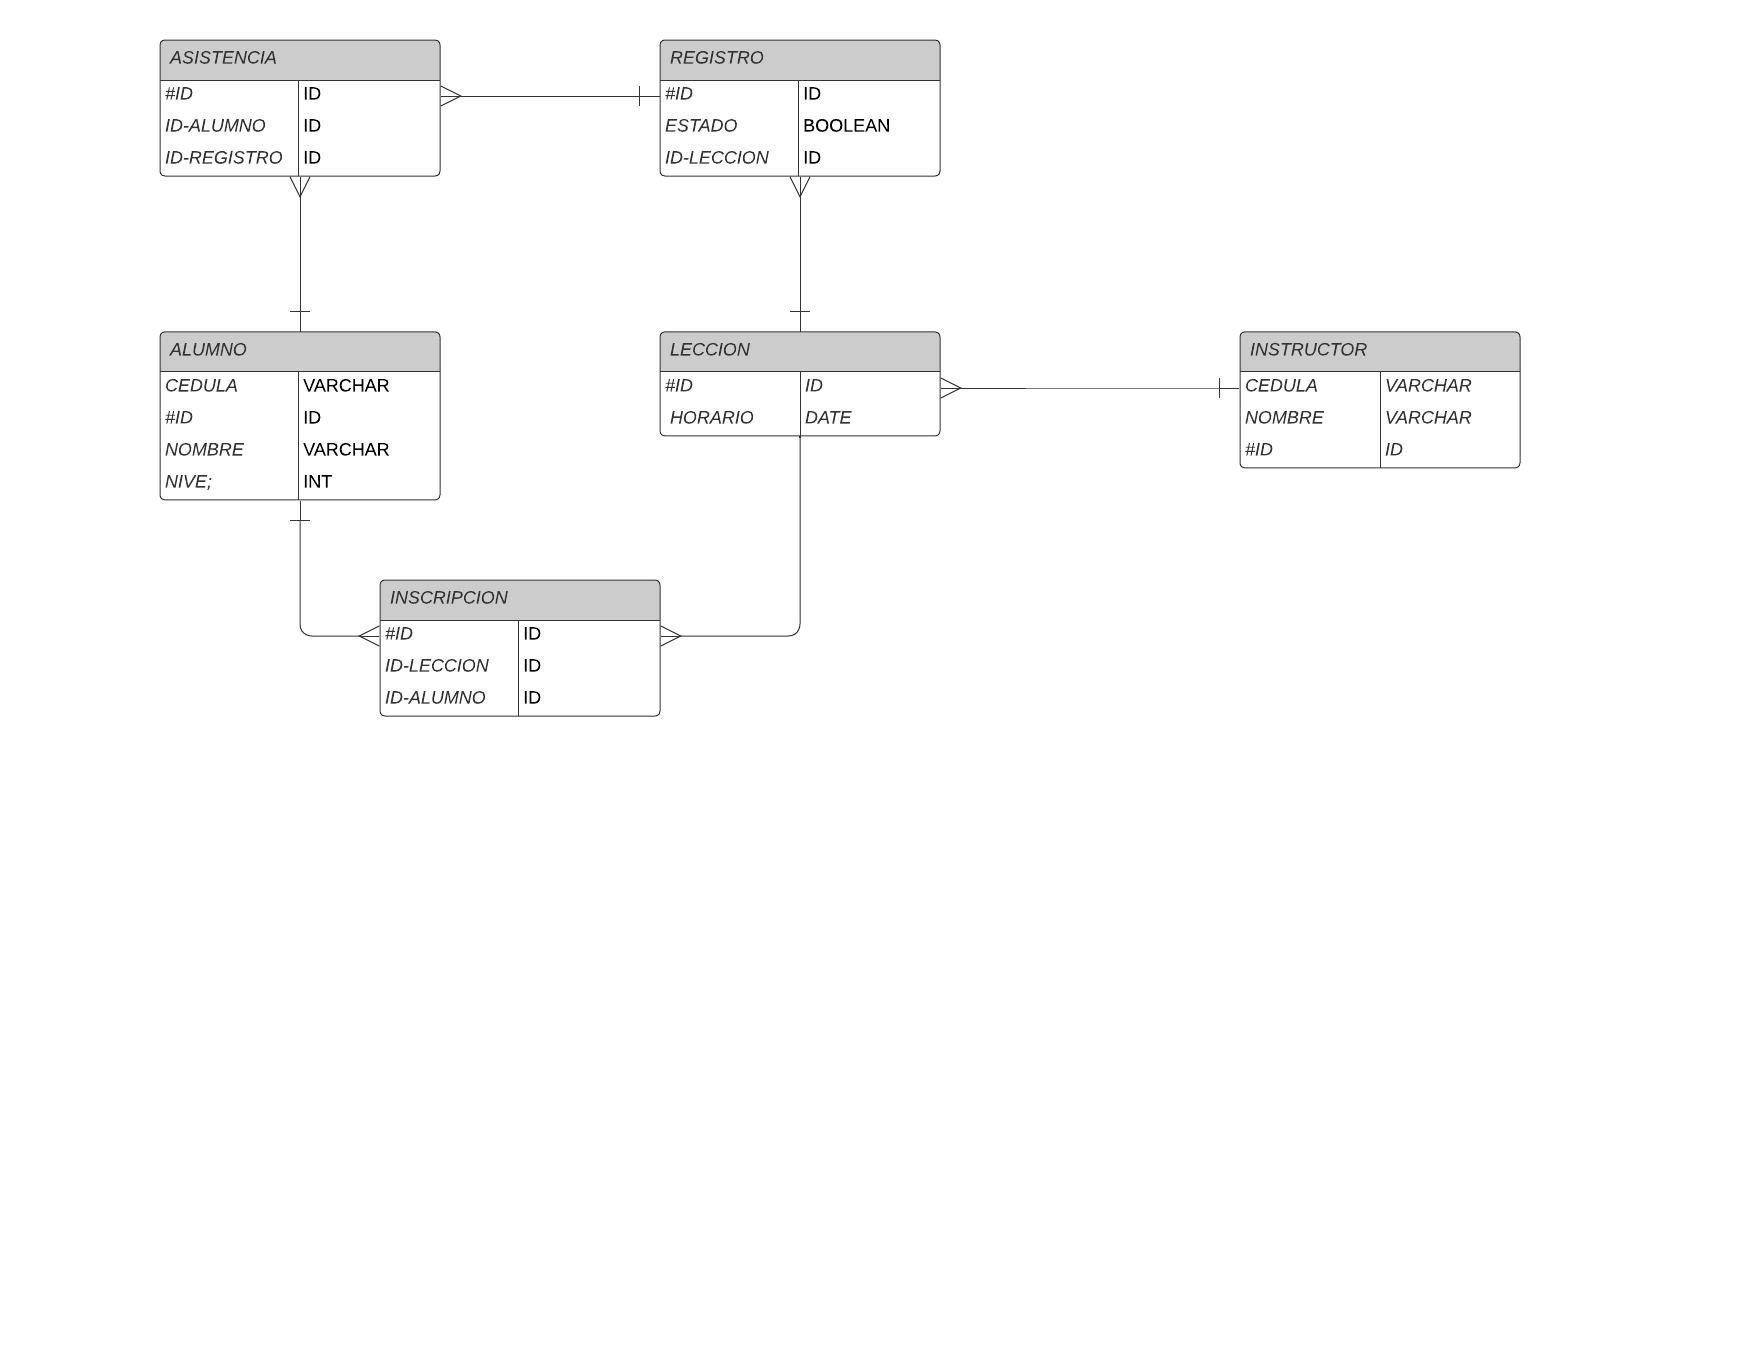 ASISTENCIA
#ID ID
ID-ALUMNO ID
ID-REGISTRO ID
REGISTRO
#ID ID
ESTADO BOOLEAN
ID-LECCION ID
ALUMNO
CEDULA VARCHAR
#ID ID
NOMBRE VARCHAR
NIVE; INT
LECCION
#ID ID
HORARIO DATE
INSTRUCTOR
CEDULA VARCHAR
NOMBRE VARCHAR
#ID ID
INSCRIPCION
#ID ID
ID-LECCION ID
ID-ALUMNO ID